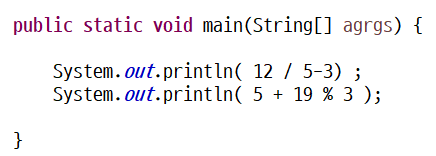 public static void main(String[] agrgs) {
System.out.println( 12 / 5-3) ;
System.out.println( 5 + 19 % 3 );
}